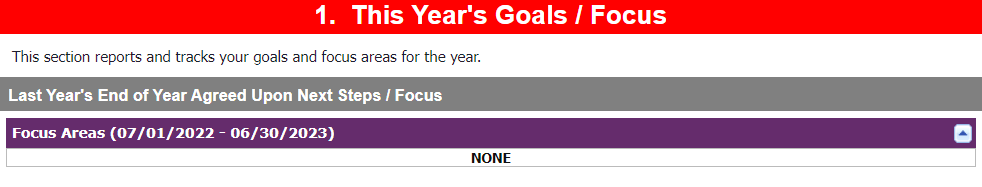 1. This Year's Goals / Focus
This section reports and tracks your goals and focus areas for the year.
Last Year's End of Year Agreed Upon Next Steps / Focus
Focus Areas (07/01/2022 - 06/30/2023)
NONE